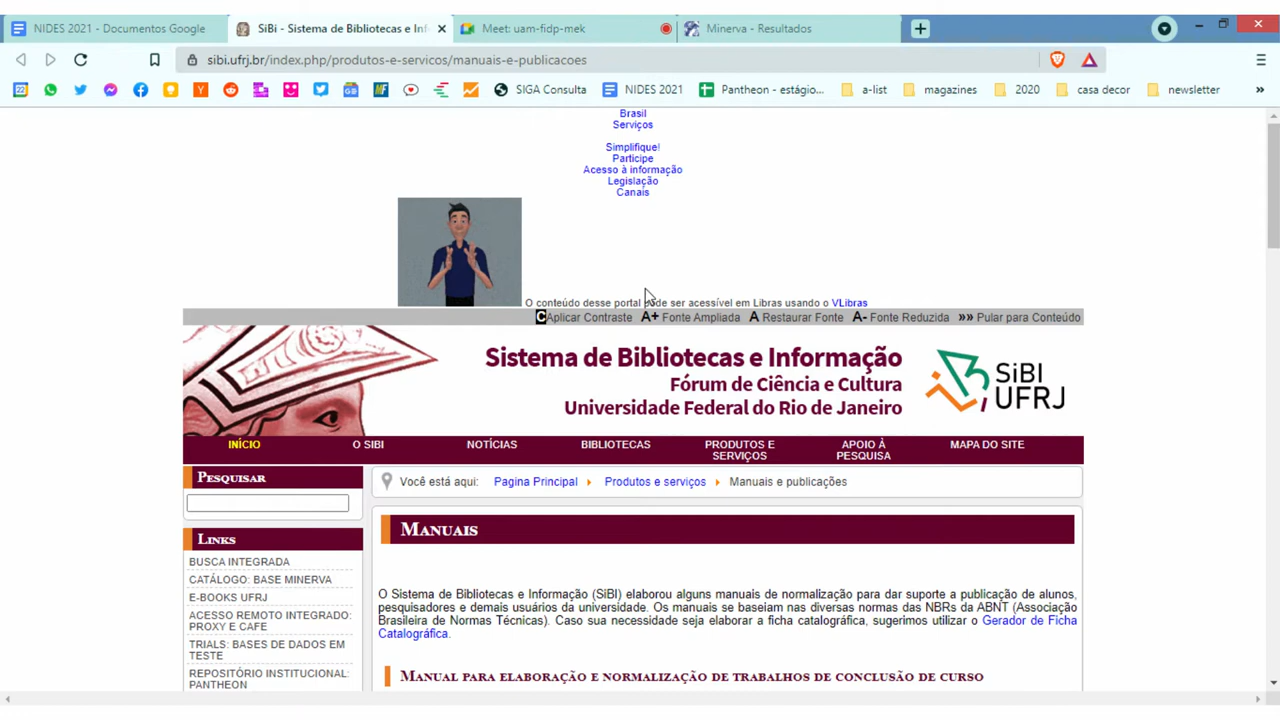 NIDES 2021 - Documentos Google
SiBi - Sistema de Bibliotecas e Inf
Meet: uam-fidp-mek
Minerva - Resultados
sibi.ufrj.br/index.php/produtos-e-servicos/manuais-e-publicacoes
SIGA Consulta
NIDES 2021
Pantheon - estágio...
a-list
magazines
2020
casa decor
newsletter
Brasil
Serviços
Simplifique!
Participe
Acesso à informação
Legislação
Canais
O conteúdo desse portal pode ser acessível em Libras usando o VLibras
C Aplicar Contraste A+ Fonte Ampliada A Restaurar Fonte A- Fonte Reduzida »» Pular para Conteúdo
Sistema de Bibliotecas e Informação
Fórum de Ciência e Cultura
Universidade Federal do Rio de Janeiro
SiBI
UFRJ
INÍCIO
O SIBI
NOTÍCIAS
BIBLIOTECAS
PRODUTOS E
SERVIÇOS
APOIO À
PESQUISA
MAPA DO SITE
Pesquisar
Você está aqui: Pagina Principal Produtos e serviços Manuais e publicações
Links
BUSCA INTEGRADA
CATÁLOGO: BASE MINERVA
E-BOOKS UFRJ
ACESSO REMOTO INTEGRADO:
PROXY E CAFE
TRIALS: BASES DE DADOS EM
TESTE
REPOSITÓRIO INSTITUCIONAL:
PANTHEON
Manuais
O Sistema de Bibliotecas e Informação (SiBI) elaborou alguns manuais de normalização para dar suporte a publicação de alunos,
pesquisadores e demais usuários da universidade. Os manuais se baseiam nas diversas normas das NBRs da ABNT (Associação
Brasileira de Normas Técnicas). Caso sua necessidade seja elaborar a ficha catalográfica, sugerimos utilizar o Gerador de Ficha
Catalográfica.
Manual para elaboração e normalização de trabalhos de conclusão de curso